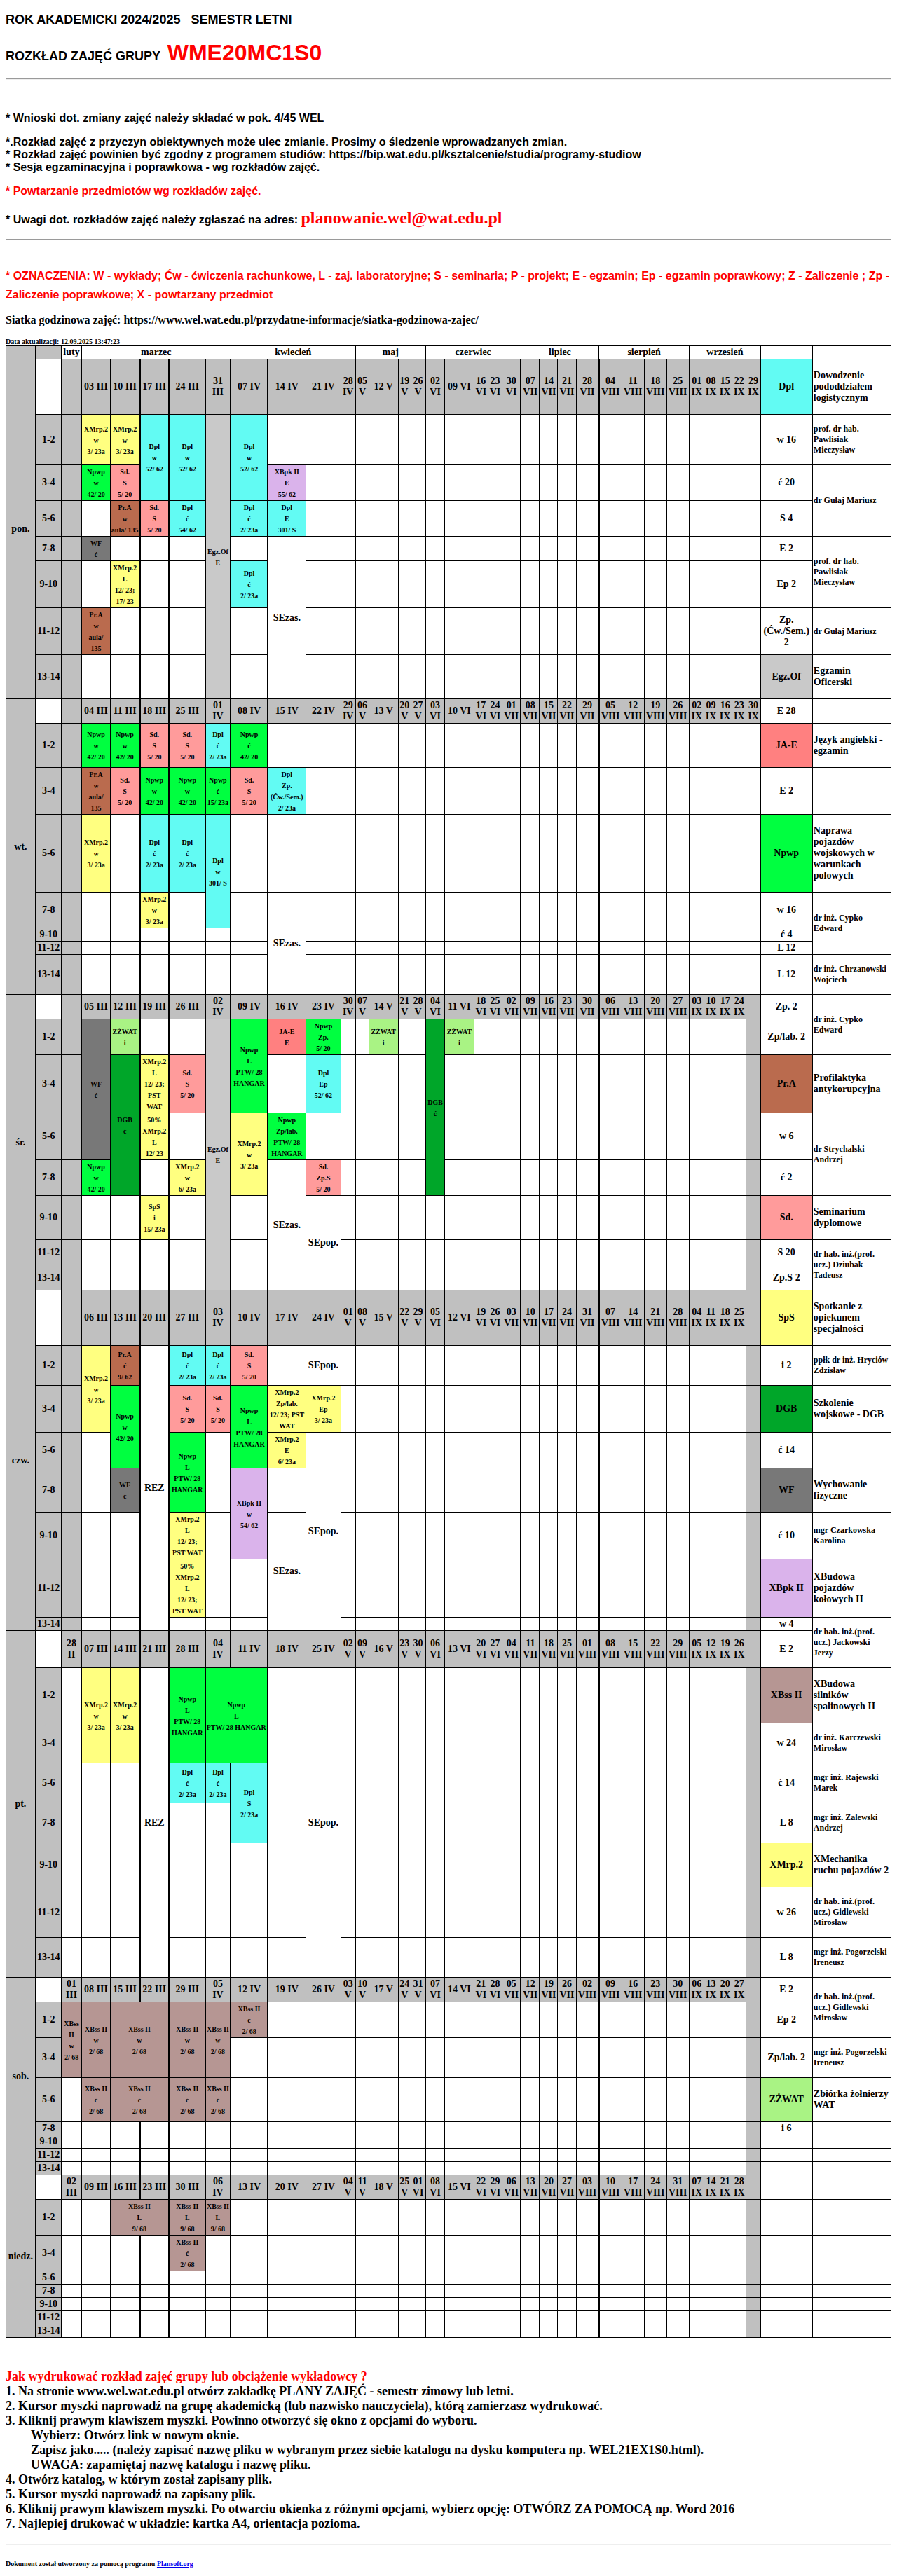 ROK AKADEMICKI 2024/2025 SEMESTR LETNI
ROZKŁAD ZAJĘĆ GRUPY WME20MC1S0
* Wnioski dot. zmiany zajęć należy składać w pok. 4/45 WEL
*.Rozkład zajęć z przyczyn obiektywnych może ulec zmianie. Prosimy o śledzenie wprowadzanych zmian.
* Rozkład zajęć powinien być zgodny z programem studiów: https://bip.wat.edu.pl/ksztalcenie/studia/programy-studiow
* Sesja egzaminacyjna i poprawkowa - wg rozkładów zajęć.
* Powtarzanie przedmiotów wg rozkładów zajęć.
* Uwagi dot. rozkładów zajęć należy zgłaszać na adres: planowanie.wel@wat.edu.pl
* OZNACZENIA: W - wykłady; Ćw - ćwiczenia rachunkowe, L - zaj. laboratoryjne; S - seminaria; P - projekt; E - egzamin; Ep - egzamin poprawkowy; Z - Zaliczenie ; Zp -
Zaliczenie poprawkowe; X - powtarzany przedmiot
Siatka godzinowa zajęć: https://www.wel.wat.edu.pl/przydatne-informacje/siatka-godzinowa-zajec/
Data aktualizacji: 12.09.2025 13:47:23
luty marzec kwiecień maj czerwiec lipiec sierpień wrzesień
pon. 03 III 10 III 17 III 24 III 31 III 07 IV 14 IV 21 IV 28 IV 05 V 12 V 19 V 26 V 02 VI 09 VI 16 VI 23 VI 30 VI 07 VII 14 VII 21 VII 28 VII 04 VIII 11 VIII 18 VIII 25 VIII 01 IX 08 IX 15 IX 22 IX 29 IX Dpl Dowodzenie pododdziałem logistycznym
1-2 XMrp.2 w 3/ 23a XMrp.2 w 3/ 23a Dpl w 52/ 62 Dpl w 52/ 62 Egz.Of E Dpl w 52/ 62 w 16 prof. dr hab. Pawlisiak Mieczysław
3-4 Npwp w 42/ 20 Sd. S 5/ 20 XBpk II E 55/ 62 ć 20 dr Gułaj Mariusz
5-6 Pr.A w aula/ 135 Sd. S 5/ 20 Dpl ć 54/ 62 Dpl ć 2/ 23a Dpl E 301/ S S 4
7-8 WF ć SEzas. E 2 prof. dr hab. Pawlisiak Mieczysław
9-10 XMrp.2 L 12/ 23; 17/ 23 Dpl ć 2/ 23a Ep 2
11-12 Pr.A w aula/ 135 Zp. (Ćw./Sem.) 2 dr Gułaj Mariusz
13-14 Egz.Of Egzamin Oficerski
wt. 04 III 11 III 18 III 25 III 01 IV 08 IV 15 IV 22 IV 29 IV 06 V 13 V 20 V 27 V 03 VI 10 VI 17 VI 24 VI 01 VII 08 VII 15 VII 22 VII 29 VII 05 VIII 12 VIII 19 VIII 26 VIII 02 IX 09 IX 16 IX 23 IX 30 IX E 28
1-2 Npwp w 42/ 20 Npwp w 42/ 20 Sd. S 5/ 20 Sd. S 5/ 20 Dpl ć 2/ 23a Npwp ć 42/ 20 JA-E Język angielski - egzamin
3-4 Pr.A w aula/ 135 Sd. S 5/ 20 Npwp w 42/ 20 Npwp w 42/ 20 Npwp ć 15/ 23a Sd. S 5/ 20 Dpl Zp. (Ćw./Sem.) 2/ 23a E 2
5-6 XMrp.2 w 3/ 23a Dpl ć 2/ 23a Dpl ć 2/ 23a Dpl w 301/ S Npwp Naprawa pojazdów wojskowych w warunkach polowych
7-8 XMrp.2 w 3/ 23a SEzas. w 16 dr inż. Cypko Edward
9-10 ć 4
11-12 L 12
13-14 L 12 dr inż. Chrzanowski Wojciech
śr. 05 III 12 III 19 III 26 III 02 IV 09 IV 16 IV 23 IV 30 IV 07 V 14 V 21 V 28 V 04 VI 11 VI 18 VI 25 VI 02 VII 09 VII 16 VII 23 VII 30 VII 06 VIII 13 VIII 20 VIII 27 VIII 03 IX 10 IX 17 IX 24 IX Zp. 2 dr inż. Cypko Edward
1-2 WF ć ZŻWAT i Egz.Of E Npwp L PTW/ 28 HANGAR JA-E E Npwp Zp. 5/ 20 ZŻWAT i DGB ć ZŻWAT i Zp/lab. 2
3-4 DGB ć XMrp.2 L 12/ 23; PST WAT Sd. S 5/ 20 Dpl Ep 52/ 62 Pr.A Profilaktyka antykorupcyjna
5-6 50% XMrp.2 L 12/ 23 XMrp.2 w 3/ 23a Npwp Zp/lab. PTW/ 28 HANGAR w 6 dr Strychalski Andrzej
7-8 Npwp w 42/ 20 XMrp.2 w 6/ 23a SEzas. Sd. Zp.S 5/ 20 ć 2
9-10 SpS i 15/ 23a SEpop. Sd. Seminarium dyplomowe
11-12 S 20 dr hab. inż.(prof. ucz.) Dziubak Tadeusz
13-14 Zp.S 2
czw. 06 III 13 III 20 III 27 III 03 IV 10 IV 17 IV 24 IV 01 V 08 V 15 V 22 V 29 V 05 VI 12 VI 19 VI 26 VI 03 VII 10 VII 17 VII 24 VII 31 VII 07 VIII 14 VIII 21 VIII 28 VIII 04 IX 11 IX 18 IX 25 IX SpS Spotkanie z opiekunem specjalności
1-2 XMrp.2 w 3/ 23a Pr.A ć 9/ 62 REZ Dpl ć 2/ 23a Dpl ć 2/ 23a Sd. S 5/ 20 SEpop. i 2 ppłk dr inż. Hryciów Zdzisław
3-4 Npwp w 42/ 20 Sd. S 5/ 20 Sd. S 5/ 20 Npwp L PTW/ 28 HANGAR XMrp.2 Zp/lab. 12/ 23; PST WAT XMrp.2 Ep 3/ 23a DGB Szkolenie wojskowe - DGB
5-6 Npwp L PTW/ 28 HANGAR XMrp.2 E 6/ 23a SEpop. ć 14
7-8 WF ć XBpk II w 54/ 62 WF Wychowanie fizyczne
9-10 XMrp.2 L 12/ 23; PST WAT SEzas. ć 10 mgr Czarkowska Karolina
11-12 50% XMrp.2 L 12/ 23; PST WAT XBpk II XBudowa pojazdów kołowych II
13-14 w 4 dr hab. inż.(prof. ucz.) Jackowski Jerzy
pt. 28 II 07 III 14 III 21 III 28 III 04 IV 11 IV 18 IV 25 IV 02 V 09 V 16 V 23 V 30 V 06 VI 13 VI 20 VI 27 VI 04 VII 11 VII 18 VII 25 VII 01 VIII 08 VIII 15 VIII 22 VIII 29 VIII 05 IX 12 IX 19 IX 26 IX E 2
1-2 XMrp.2 w 3/ 23a XMrp.2 w 3/ 23a REZ Npwp L PTW/ 28 HANGAR Npwp L PTW/ 28 HANGAR SEpop. XBss II XBudowa silników spalinowych II
3-4 w 24 dr inż. Karczewski Mirosław
5-6 Dpl ć 2/ 23a Dpl ć 2/ 23a Dpl S 2/ 23a ć 14 mgr inż. Rajewski Marek
7-8 L 8 mgr inż. Zalewski Andrzej
9-10 XMrp.2 XMechanika ruchu pojazdów 2
11-12 w 26 dr hab. inż.(prof. ucz.) Gidlewski Mirosław
13-14 L 8 mgr inż. Pogorzelski Ireneusz
sob. 01 III 08 III 15 III 22 III 29 III 05 IV 12 IV 19 IV 26 IV 03 V 10 V 17 V 24 V 31 V 07 VI 14 VI 21 VI 28 VI 05 VII 12 VII 19 VII 26 VII 02 VIII 09 VIII 16 VIII 23 VIII 30 VIII 06 IX 13 IX 20 IX 27 IX E 2 dr hab. inż.(prof. ucz.) Gidlewski Mirosław
1-2 XBss II w 2/ 68 XBss II w 2/ 68 XBss II w 2/ 68 XBss II w 2/ 68 XBss II w 2/ 68 XBss II ć 2/ 68 Ep 2
3-4 Zp/lab. 2 mgr inż. Pogorzelski Ireneusz
5-6 XBss II ć 2/ 68 XBss II ć 2/ 68 XBss II ć 2/ 68 XBss II ć 2/ 68 ZŻWAT Zbiórka żołnierzy WAT
7-8 i 6
9-10
11-12
13-14
niedz. 02 III 09 III 16 III 23 III 30 III 06 IV 13 IV 20 IV 27 IV 04 V 11 V 18 V 25 V 01 VI 08 VI 15 VI 22 VI 29 VI 06 VII 13 VII 20 VII 27 VII 03 VIII 10 VIII 17 VIII 24 VIII 31 VIII 07 IX 14 IX 21 IX 28 IX
1-2 XBss II L 9/ 68 XBss II L 9/ 68 XBss II L 9/ 68
3-4 XBss II ć 2/ 68
5-6
7-8
9-10
11-12
13-14
Jak wydrukować rozkład zajęć grupy lub obciążenie wykładowcy ?
1. Na stronie www.wel.wat.edu.pl otwórz zakładkę PLANY ZAJĘĆ - semestr zimowy lub letni.
2. Kursor myszki naprowadź na grupę akademicką (lub nazwisko nauczyciela), którą zamierzasz wydrukować.
3. Kliknij prawym klawiszem myszki. Powinno otworzyć się okno z opcjami do wyboru.
Wybierz: Otwórz link w nowym oknie.
Zapisz jako..... (należy zapisać nazwę pliku w wybranym przez siebie katalogu na dysku komputera np. WEL21EX1S0.html).
UWAGA: zapamiętaj nazwę katalogu i nazwę pliku.
4. Otwórz katalog, w którym został zapisany plik.
5. Kursor myszki naprowadź na zapisany plik.
6. Kliknij prawym klawiszem myszki. Po otwarciu okienka z różnymi opcjami, wybierz opcję: OTWÓRZ ZA POMOCĄ np. Word 2016
7. Najlepiej drukować w układzie: kartka A4, orientacja pozioma.
Dokument został utworzony za pomocą programu Plansoft.org